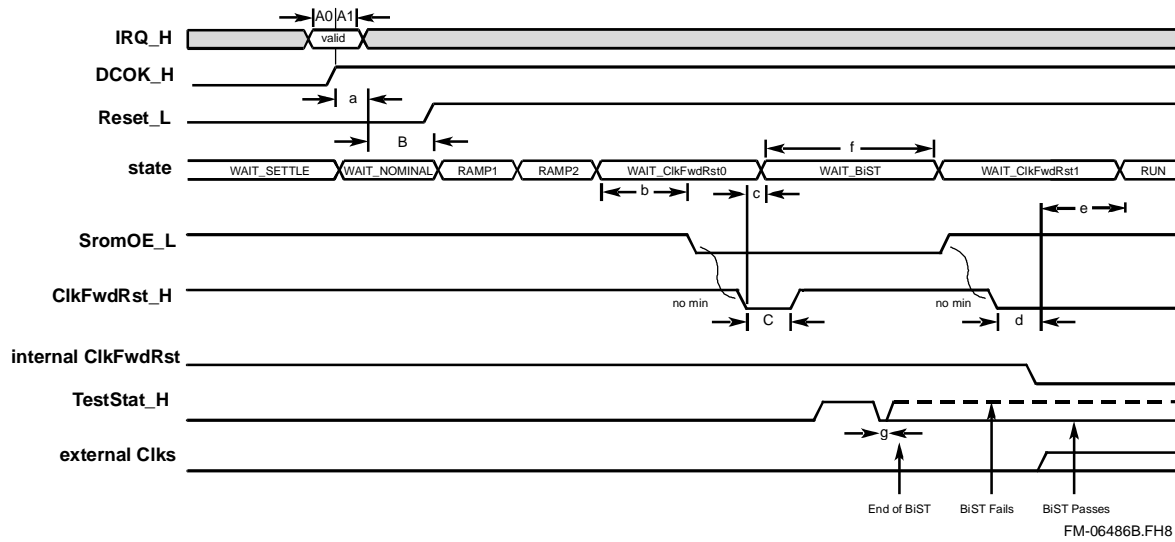 A0 A1
IRQ_H
valid
DCOK_H
a
Reset_L
B
f
state
WAIT_SETTLE WAIT_NOMINAL RAMP1 RAMP2 WAIT_ClkFwdRst0 WAIT_BiST WAIT_ClkFwdRst1 RUN
b c
e
SromOE_L
ClkFwdRst_H
no min no min
C d
internal ClkFwdRst
TestStat_H
g
external Clks
End of BiST BiST Fails BiST Passes
FM-06486B.FH8